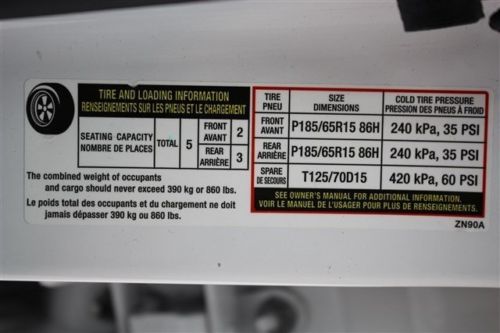 TIRE AND LOADING INFORMATION
RENSEIGNEMENTS SUR LES PNEUS ET LE CHARGEMENT
SEATING CAPACITY
NOMBRE DE PLACES
TOTAL 5
FRONT
AVANT 2
REAR
ARRIÈRE 3
The combined weight of occupants
and cargo should never exceed 390 kg or 860 lbs.
Le poids total des occupants et du chargement ne doit
jamais dépasser 390 kg or 860 lbs.
TIRE
PNEU
SIZE
DIMENSIONS
COLD TIRE PRESSURE
PRESSION DES PNEUS À FROID
FRONT
AVANT P185/65R15 86H 240 kPa, 35 PSI
REAR
ARRIÈRE P185/65R15 86H 240 kPa, 35 PSI
SPARE
DE SECOURS T125/70D15 420 kPa, 60 PSI
SEE OWNER'S MANUAL FOR ADDITIONAL INFORMATION.
VOIR LE MANUEL DE L'USAGER POUR PLUS DE RENSEIGNEMENTS.
ZN90A